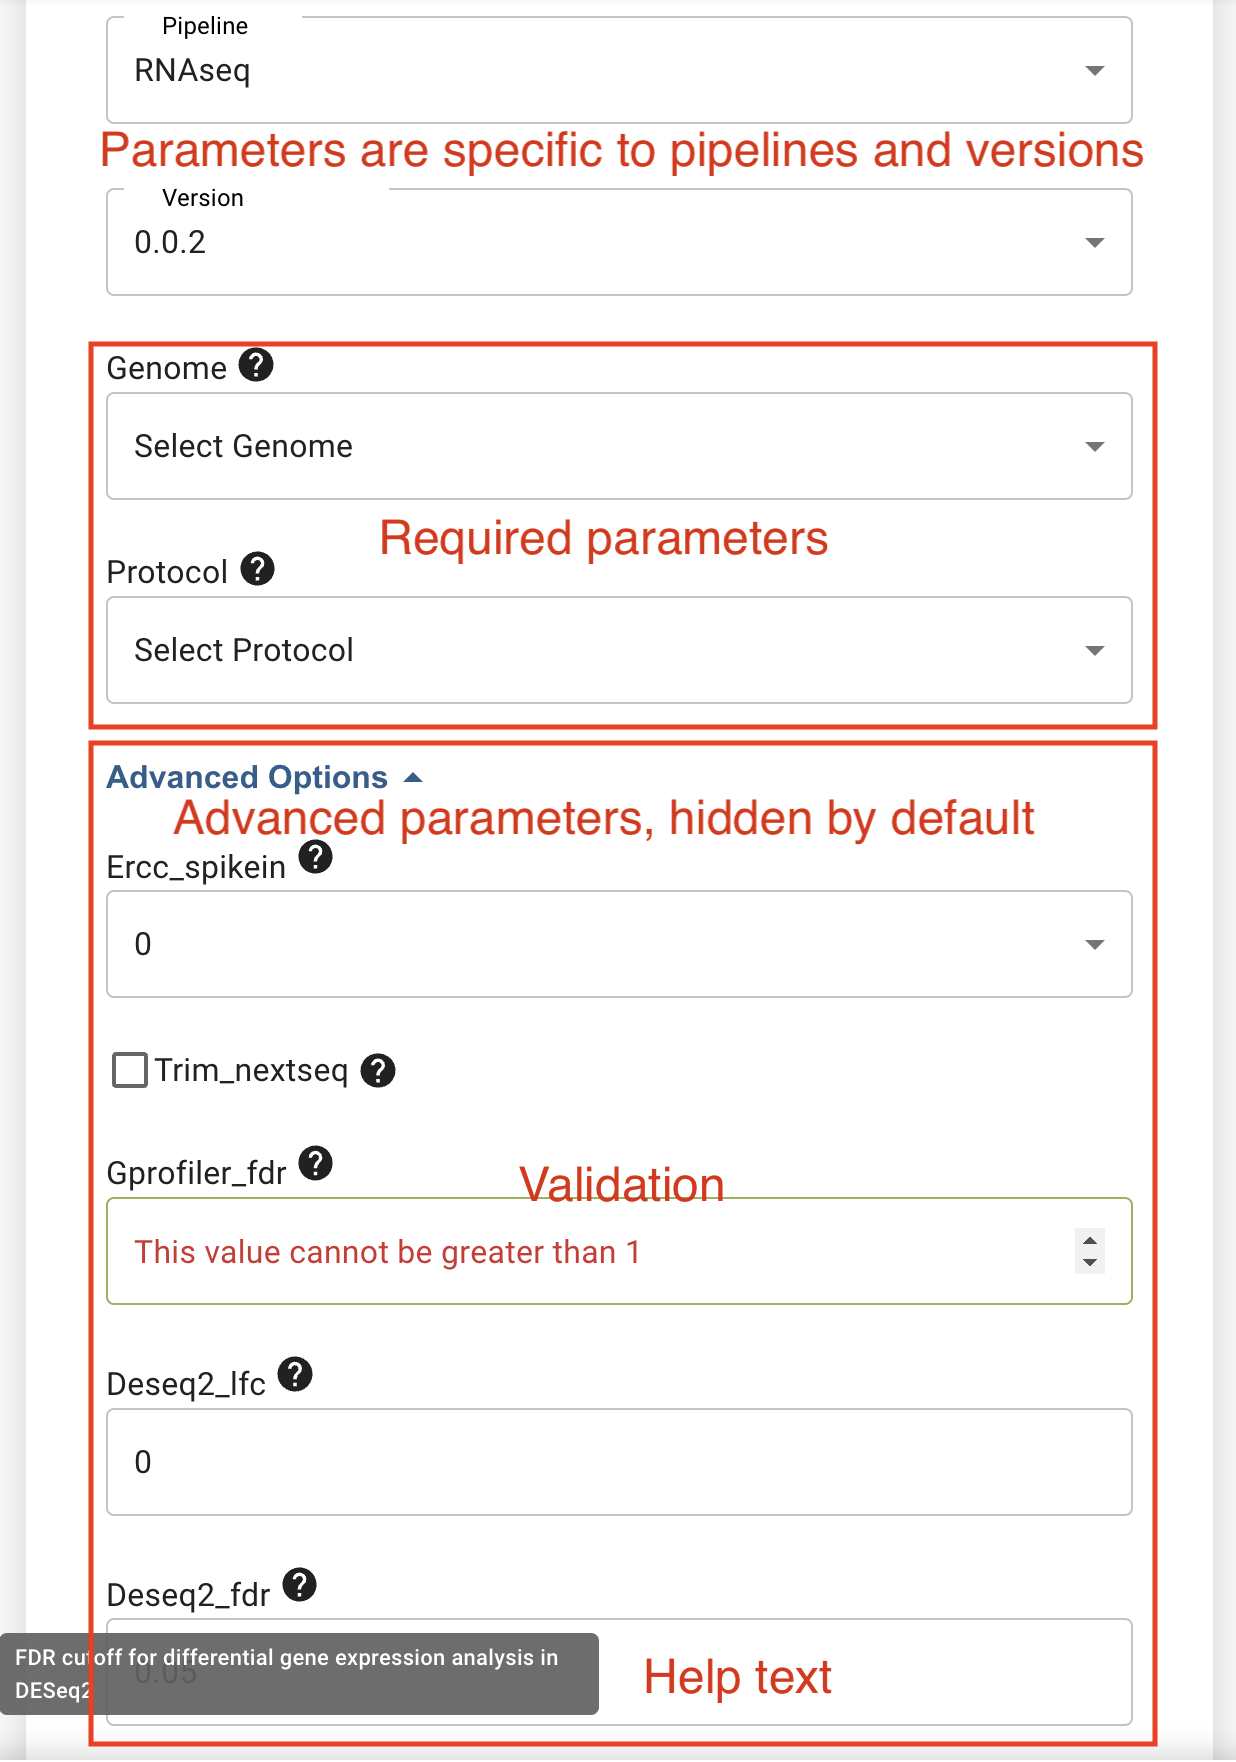 Pipeline
RNAseq
Parameters are specific to pipelines and versions
Version
0.0.2
Genome ?
Select Genome
Required parameters
Protocol ?
Select Protocol
Advanced Options
Advanced parameters, hidden by default
Ercc_spikein ?
0
Trim_nextseq ?
Gprofiler_fdr ?
Validation
This value cannot be greater than 1
Deseq2_lfc ?
0
Deseq2_fdr ?
FDR cutoff for differential gene expression analysis in
DESeq2
0.05
Help text